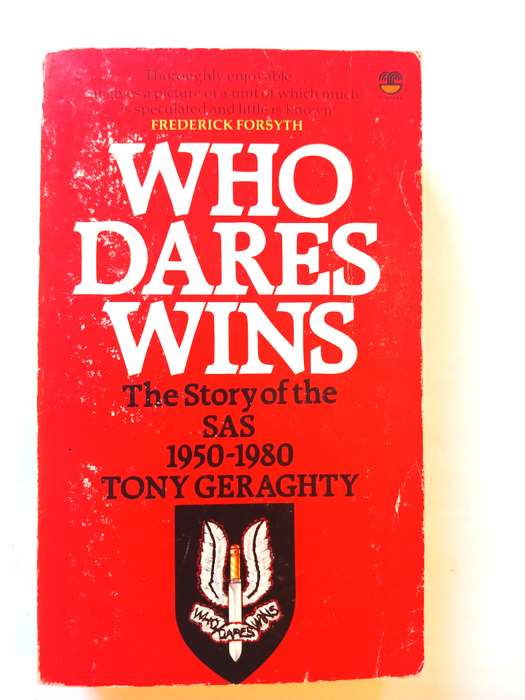 Thoroughly enjoyable
as a picture of a unit of which much
is speculated and little is known'
FREDERICK FORSYTH
WHO
DARES
WINS
The Story of the
SAS
1950-1980
TONY GERAGHTY
WHO DARES WINS